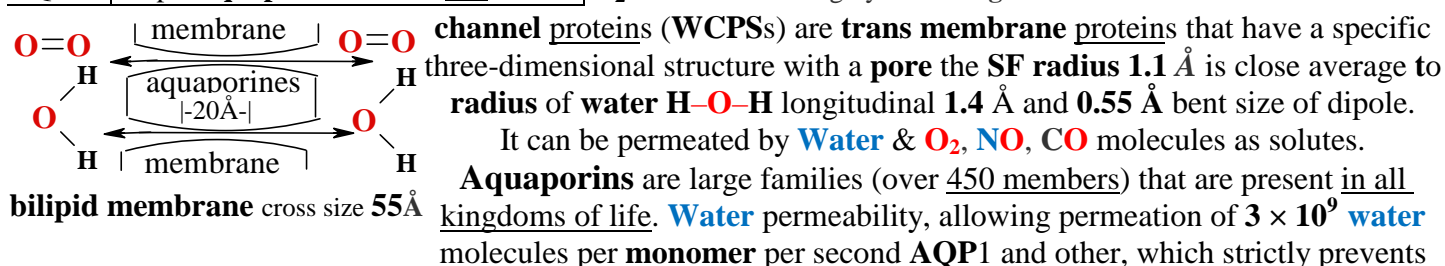 channel proteins (WCPSs) are trans membrane proteins that have a specific
three-dimensional structure with a pore the SF radius 1.1 Å is close average to
radius of water H–O–H longitudinal 1.4 Å and 0.55 Å bent size of dipole.
It can be permeated by Water & O₂, NO, CO molecules as solutes.
Aquaporins are large families (over 450 members) that are present in all
kingdoms of life. Water permeability, allowing permeation of 3 × 10⁹ water
molecules per monomer per second AQP1 and other, which strictly prevents
| membrane |
O=O O=O
H H
aquaporines
|-20Å-|
O O
H H
| membrane |
bilipid membrane cross size 55Å